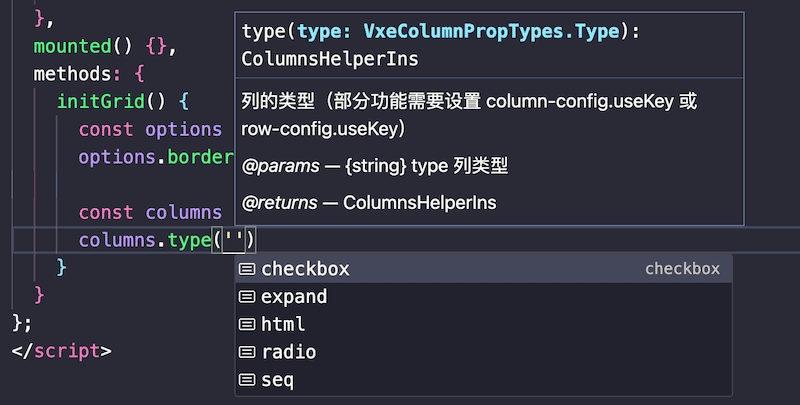 },
mounted() {},
methods: {
initGrid() {
const options
options.border
const columns
columns.type('')
}
}
};
</script>
type(type: VxeColumnPropTypes.Type):
ColumnsHelperIns
列的类型（部分功能需要设置 column-config.useKey 或
row-config.useKey）
@params — {string} type 列类型
@returns — ColumnsHelperIns
checkbox checkbox
expand
html
radio
seq